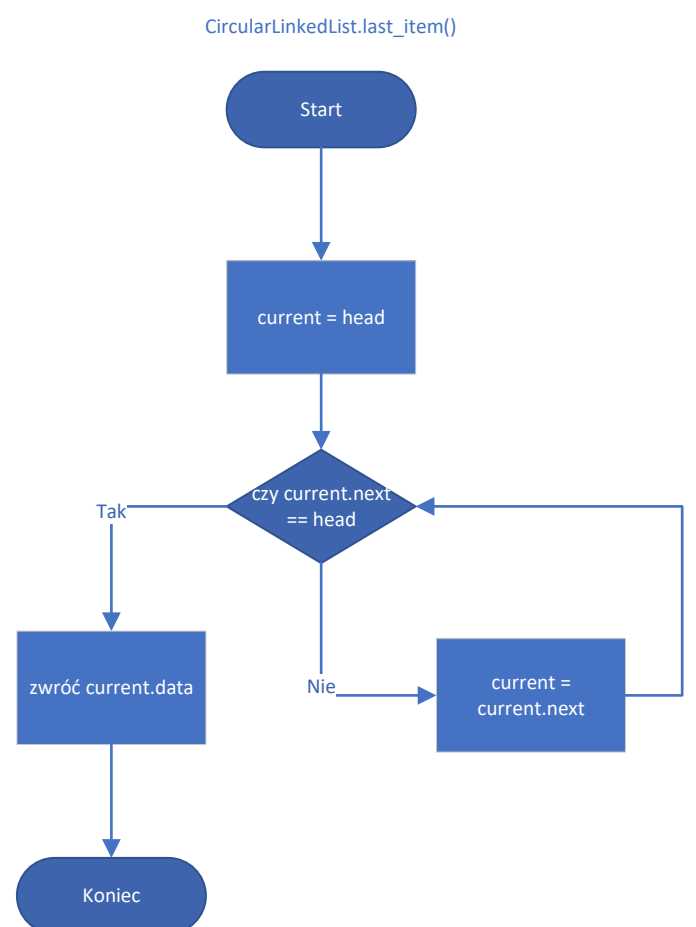 CircularLinkedList.last_item()
Start
current = head
czy current.next
== head
Tak
zwróć current.data
Nie
current =
current.next
Koniec